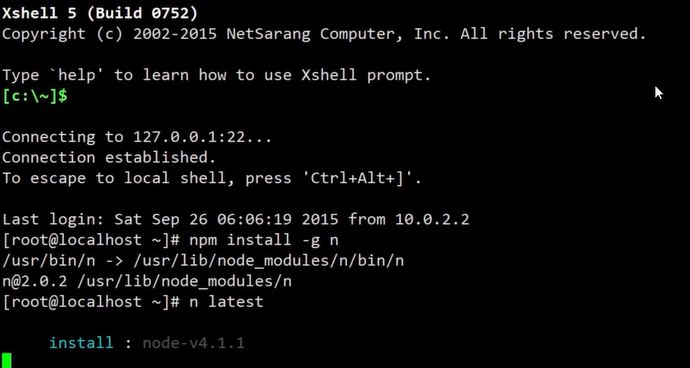 Xshell 5 (Build 0752)
Copyright (c) 2002-2015 NetSarang Computer, Inc. All rights reserved.
Type `help' to learn how to use Xshell prompt.
[c:\~]$
Connecting to 127.0.0.1:22...
Connection established.
To escape to local shell, press 'Ctrl+Alt+]'.
Last login: Sat Sep 26 06:06:19 2015 from 10.0.2.2
[root@localhost ~]# npm install -g n
/usr/bin/n -> /usr/lib/node_modules/n/bin/n
n@2.0.2 /usr/lib/node_modules/n
[root@localhost ~]# n latest
install : node-v4.1.1